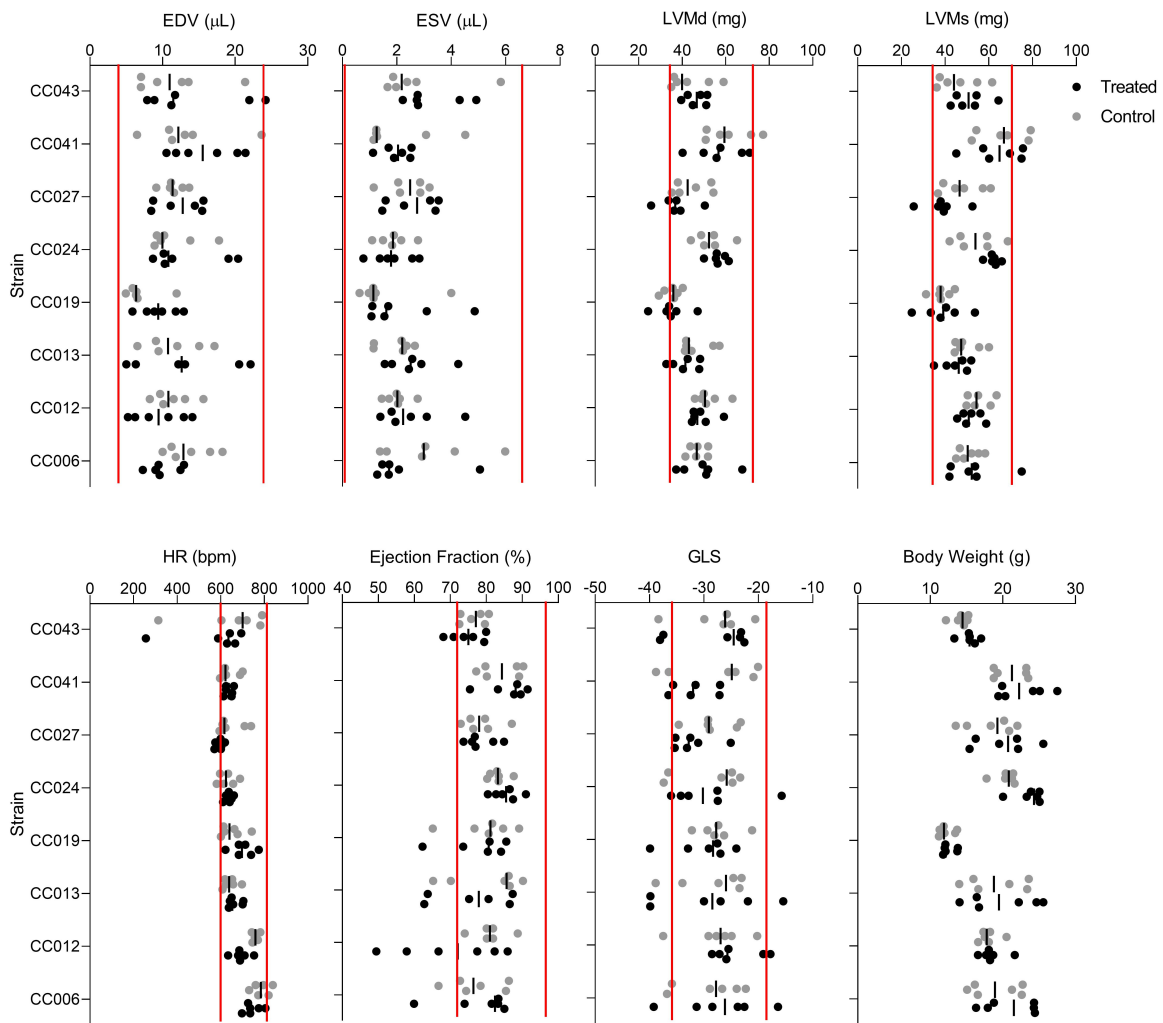 EDV (μL) ESV (μL) LVMd (mg) LVMs (mg)
0 10 20 30 0 2 4 6 8 0 20 40 60 80 100 0 20 40 60 80 100
Treated
Control
CC043
CC041
CC027
CC024
CC019
CC013
CC012
CC006
Strain
HR (bpm) Ejection Fraction (%) GLS Body Weight (g)
0 200 400 600 800 1000 40 50 60 70 80 90 100 -50 -40 -30 -20 -10 0 10 20 30
CC043
CC041
CC027
CC024
CC019
CC013
CC012
CC006
Strain